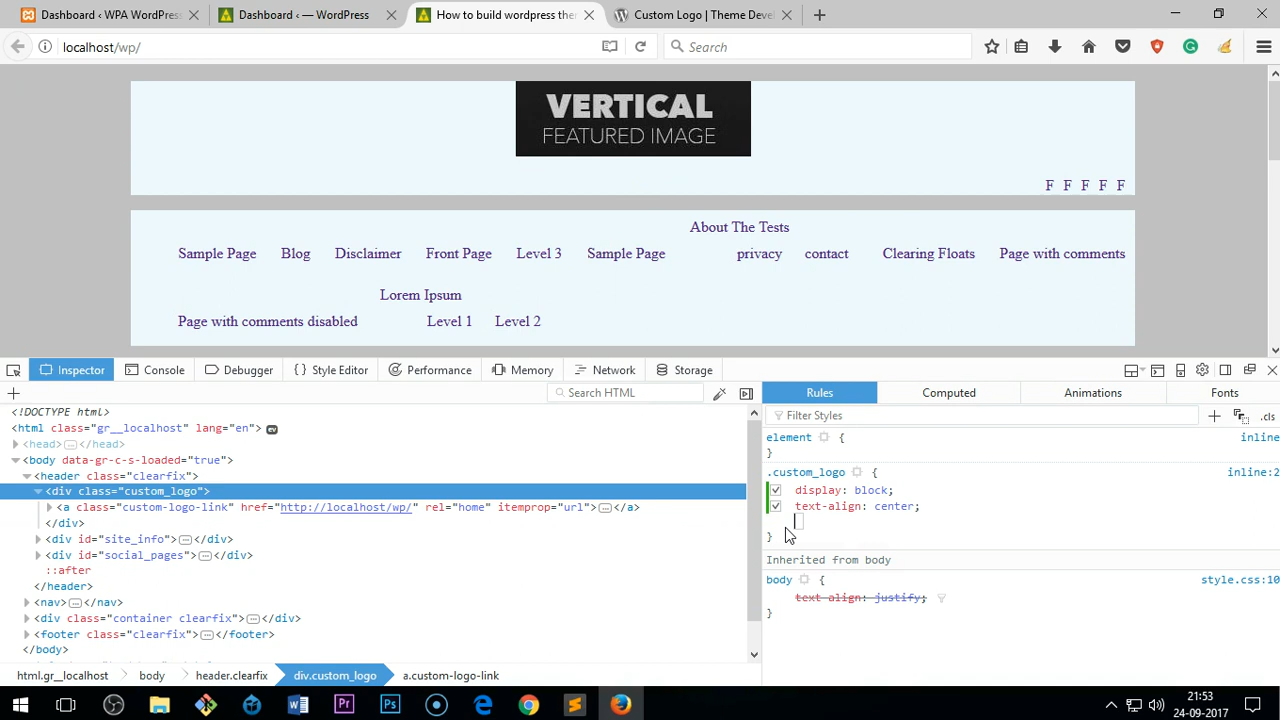 Dashboard ‹ WPA WordPress
Dashboard ‹ — WordPress
How to build wordpress the
Custom Logo | Theme Devel
localhost/wp/
Search
VERTICAL
FEATURED IMAGE
F F F F F
About The Tests
Sample Page Blog Disclaimer Front Page Level 3 Sample Page privacy contact Clearing Floats Page with comments
Lorem Ipsum
Page with comments disabled Level 1 Level 2
Inspector Console Debugger { } Style Editor Performance Memory Network Storage
Search HTML
Rules Computed Animations Fonts
Filter Styles
.cls
<!DOCTYPE html>
<html class="gr__localhost" lang="en"> ev
<head> </head>
<body data-gr-c-s-loaded="true">
<header class="clearfix">
<div class="custom_logo">
<a class="custom-logo-link" href="http://localhost/wp/" rel="home" itemprop="url"> </a>
</div>
<div id="site_info"> </div>
<div id="social_pages"> </div>
::after
</header>
<nav> </nav>
<div class="container clearfix"> </div>
<footer class="clearfix"> </footer>
</body>
html.gr__localhost body header.clearfix div.custom_logo a.custom-logo-link
element {
inline
}
.custom_logo {
inline:2
display: block;
text-align: center;
}
Inherited from body
body {
style.css:10
text-align: justify;
}
21:53
24-09-2017